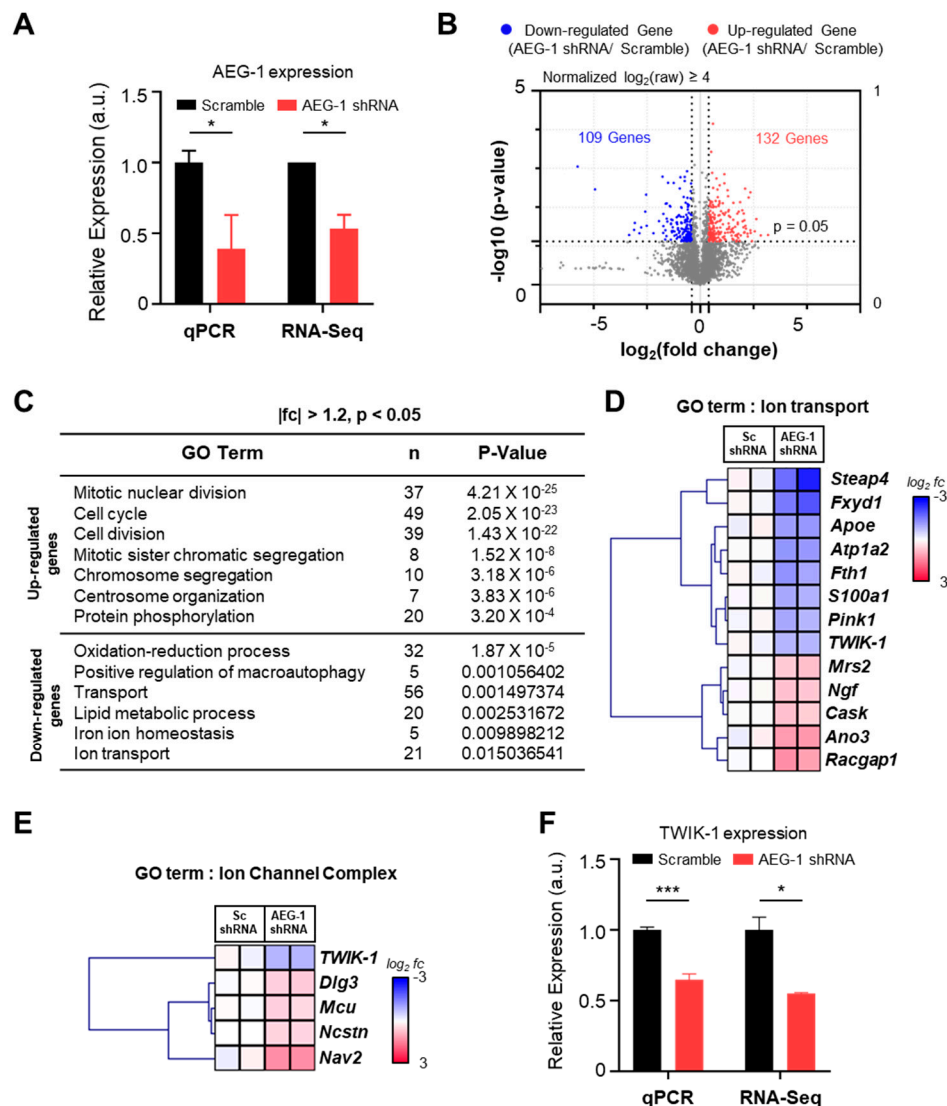 A
AEG-1 expression
Relative Expression (a.u.)
1.5
1.0
0.5
0
Scramble
AEG-1 shRNA
*
*
qPCR
RNA-Seq
B
Down-regulated Gene
(AEG-1 shRNA/ Scramble)
Up-regulated Gene
(AEG-1 shRNA/ Scramble)
Normalized log2(raw) ≥ 4
5
1
109 Genes
132 Genes
p = 0.05
-log10 (p-value)
0
0
-5
0
5
log2(fold change)
C
|fc| > 1.2, p < 0.05
GO Term n P-Value
Up-regulated
genes
Mitotic nuclear division 37 4.21 X 10-25
Cell cycle 49 2.05 X 10-23
Cell division 39 1.43 X 10-22
Mitotic sister chromatic segregation 8 1.52 X 10-8
Chromosome segregation 10 3.18 X 10-6
Centrosome organization 7 3.83 X 10-6
Protein phosphorylation 20 3.20 X 10-4
Down-regulated
genes
Oxidation-reduction process 32 1.87 X 10-5
Positive regulation of macroautophagy 5 0.001056402
Transport 56 0.001497374
Lipid metabolic process 20 0.002531672
Iron ion homeostasis 5 0.009898212
Ion transport 21 0.015036541
D
GO term : Ion transport
Sc
shRNA
AEG-1
shRNA
Steap4
Fxyd1
Apoe
Atp1a2
Fth1
S100a1
Pink1
TWIK-1
Mrs2
Ngf
Cask
Ano3
Racgap1
log2 fc
-3
3
E
GO term : Ion Channel Complex
Sc
shRNA
AEG-1
shRNA
TWIK-1
Dlg3
Mcu
Ncstn
Nav2
log2 fc
-3
3
F
TWIK-1 expression
Relative Expression (a.u.)
1.5
1.0
0.5
0
Scramble
AEG-1 shRNA
***
*
qPCR
RNA-Seq